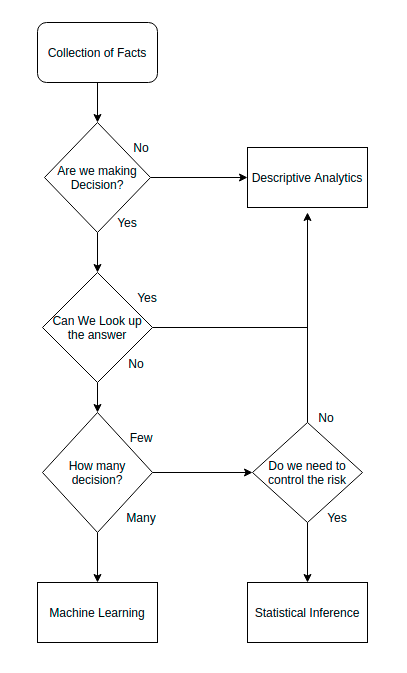 Collection of Facts
No
Are we making
Decision?
Descriptive Analytics
Yes
Yes
Can We Look up
the answer
No
Few
No
How many
decision?
Do we need to
control the risk
Many
Yes
Machine Learning
Statistical Inference